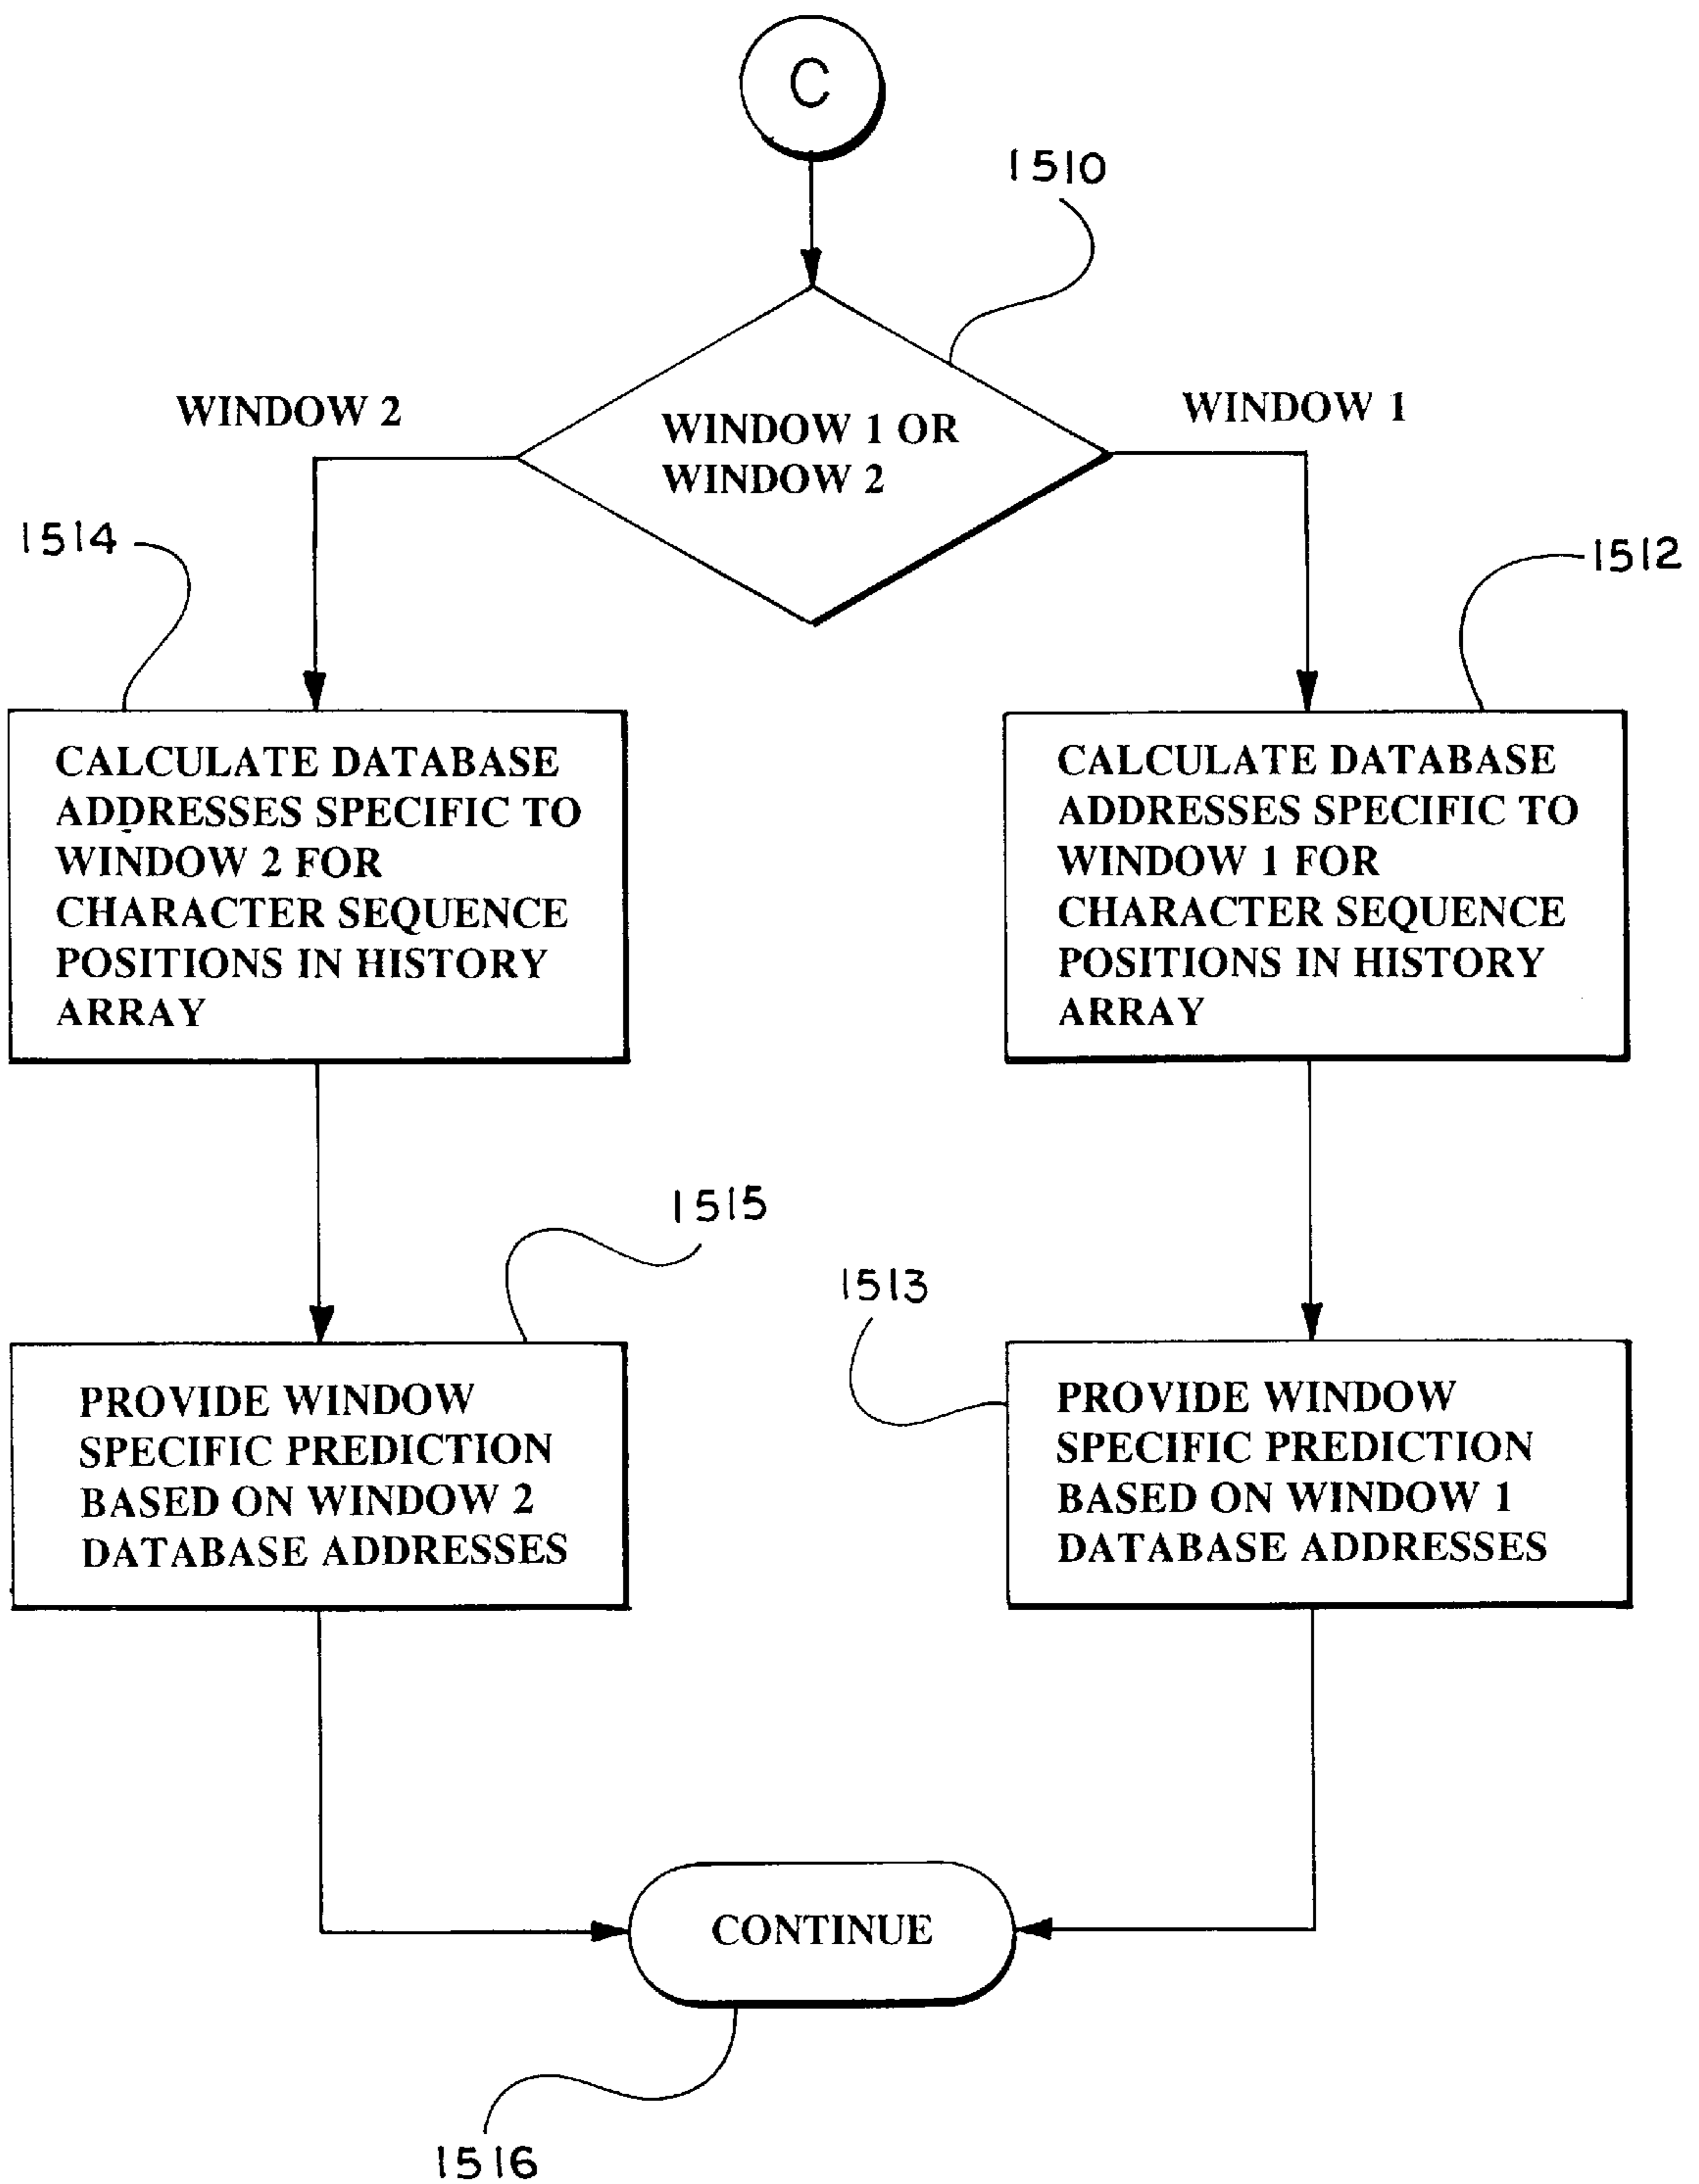 C
1510
WINDOW 2
WINDOW 1 OR
WINDOW 2
WINDOW 1
1514
1512
CALCULATE DATABASE
ADDRESSES SPECIFIC TO
WINDOW 2 FOR
CHARACTER SEQUENCE
POSITIONS IN HISTORY
ARRAY
CALCULATE DATABASE
ADDRESSES SPECIFIC TO
WINDOW 1 FOR
CHARACTER SEQUENCE
POSITIONS IN HISTORY
ARRAY
1515
1513
PROVIDE WINDOW
SPECIFIC PREDICTION
BASED ON WINDOW 2
DATABASE ADDRESSES
PROVIDE WINDOW
SPECIFIC PREDICTION
BASED ON WINDOW 1
DATABASE ADDRESSES
CONTINUE
1516